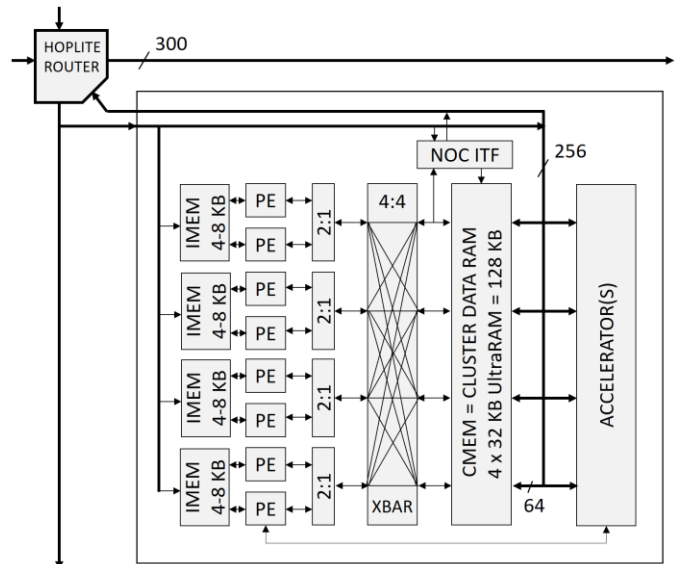 HOPLITE
ROUTER
300
256
NOC ITF
IMEM
4-8 KB
PE
PE
2:1
IMEM
4-8 KB
PE
PE
2:1
IMEM
4-8 KB
PE
PE
2:1
IMEM
4-8 KB
PE
PE
2:1
4:4
XBAR
CMEM = CLUSTER DATA RAM
4 x 32 KB UltraRAM = 128 KB
64
ACCELERATOR(S)